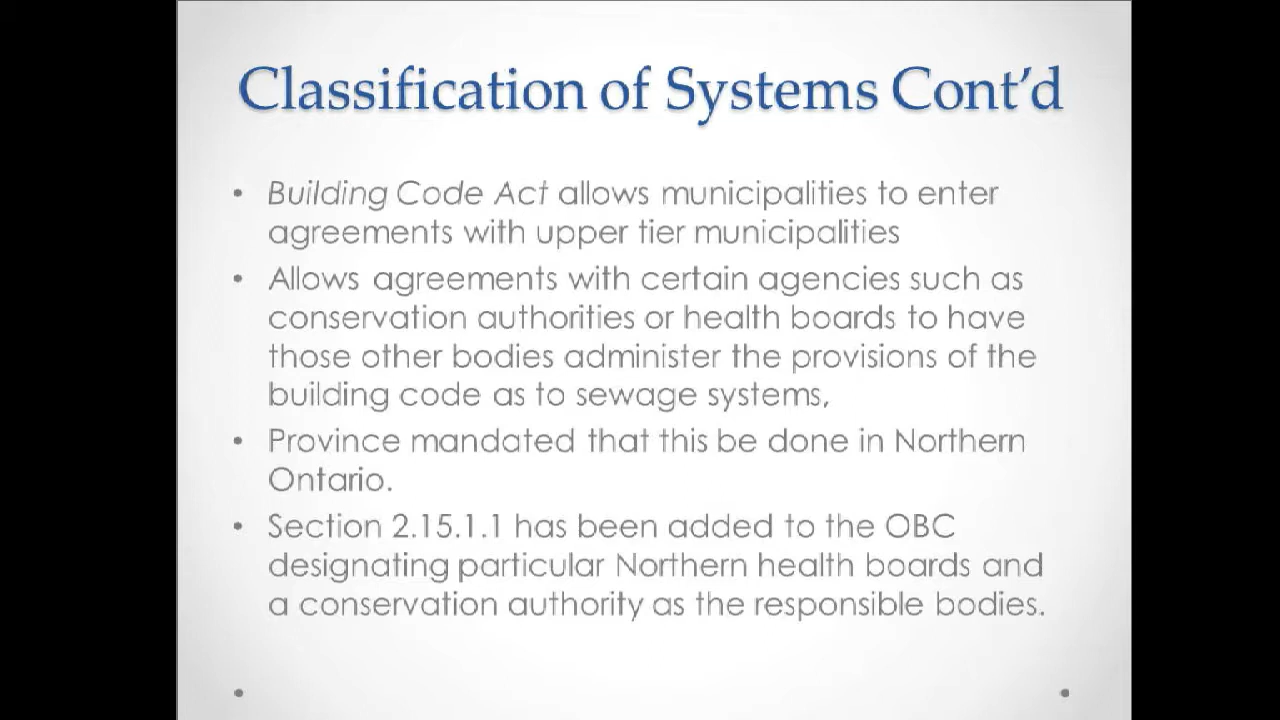 Classification of Systems Cont'd
• Building Code Act allows municipalities to enter
agreements with upper tier municipalities
• Allows agreements with certain agencies such as
conservation authorities or health boards to have
those other bodies administer the provisions of the
building code as to sewage systems,
• Province mandated that this be done in Northern
Ontario.
• Section 2.15.1.1 has been added to the OBC
designating particular Northern health boards and
a conservation authority as the responsible bodies.